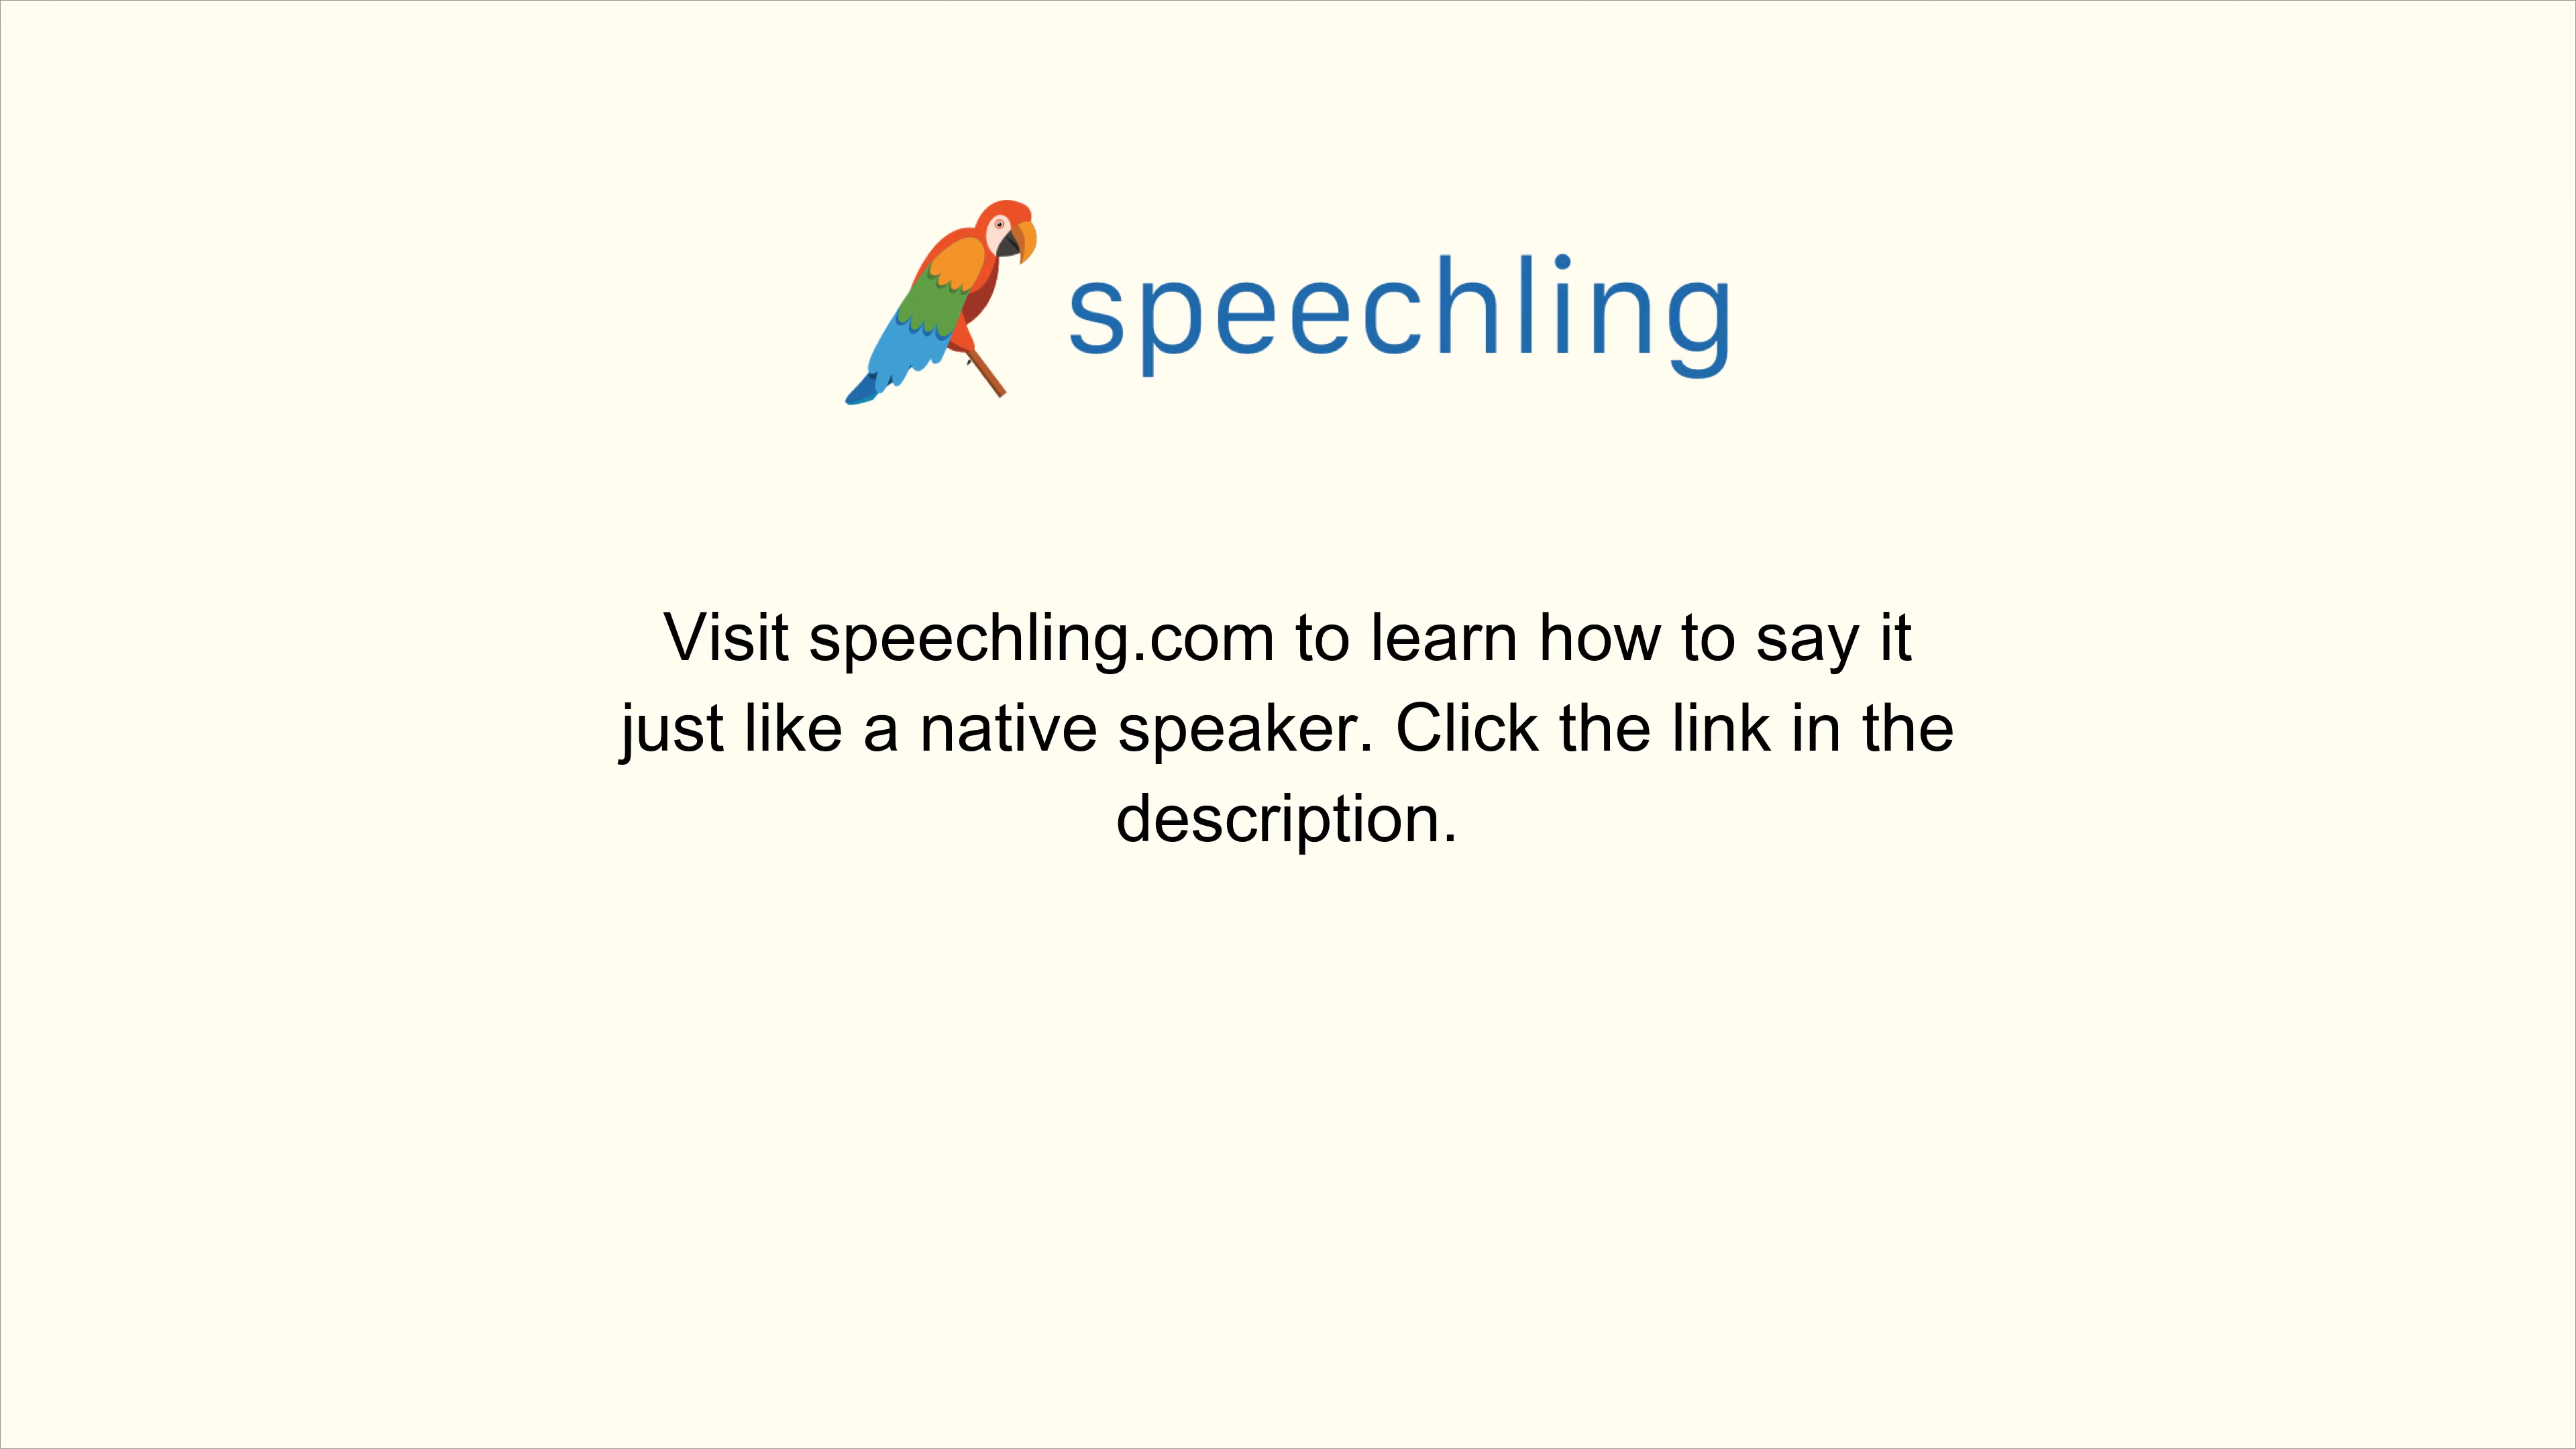 speechling
Visit speechling.com to learn how to say it
just like a native speaker. Click the link in the
description.